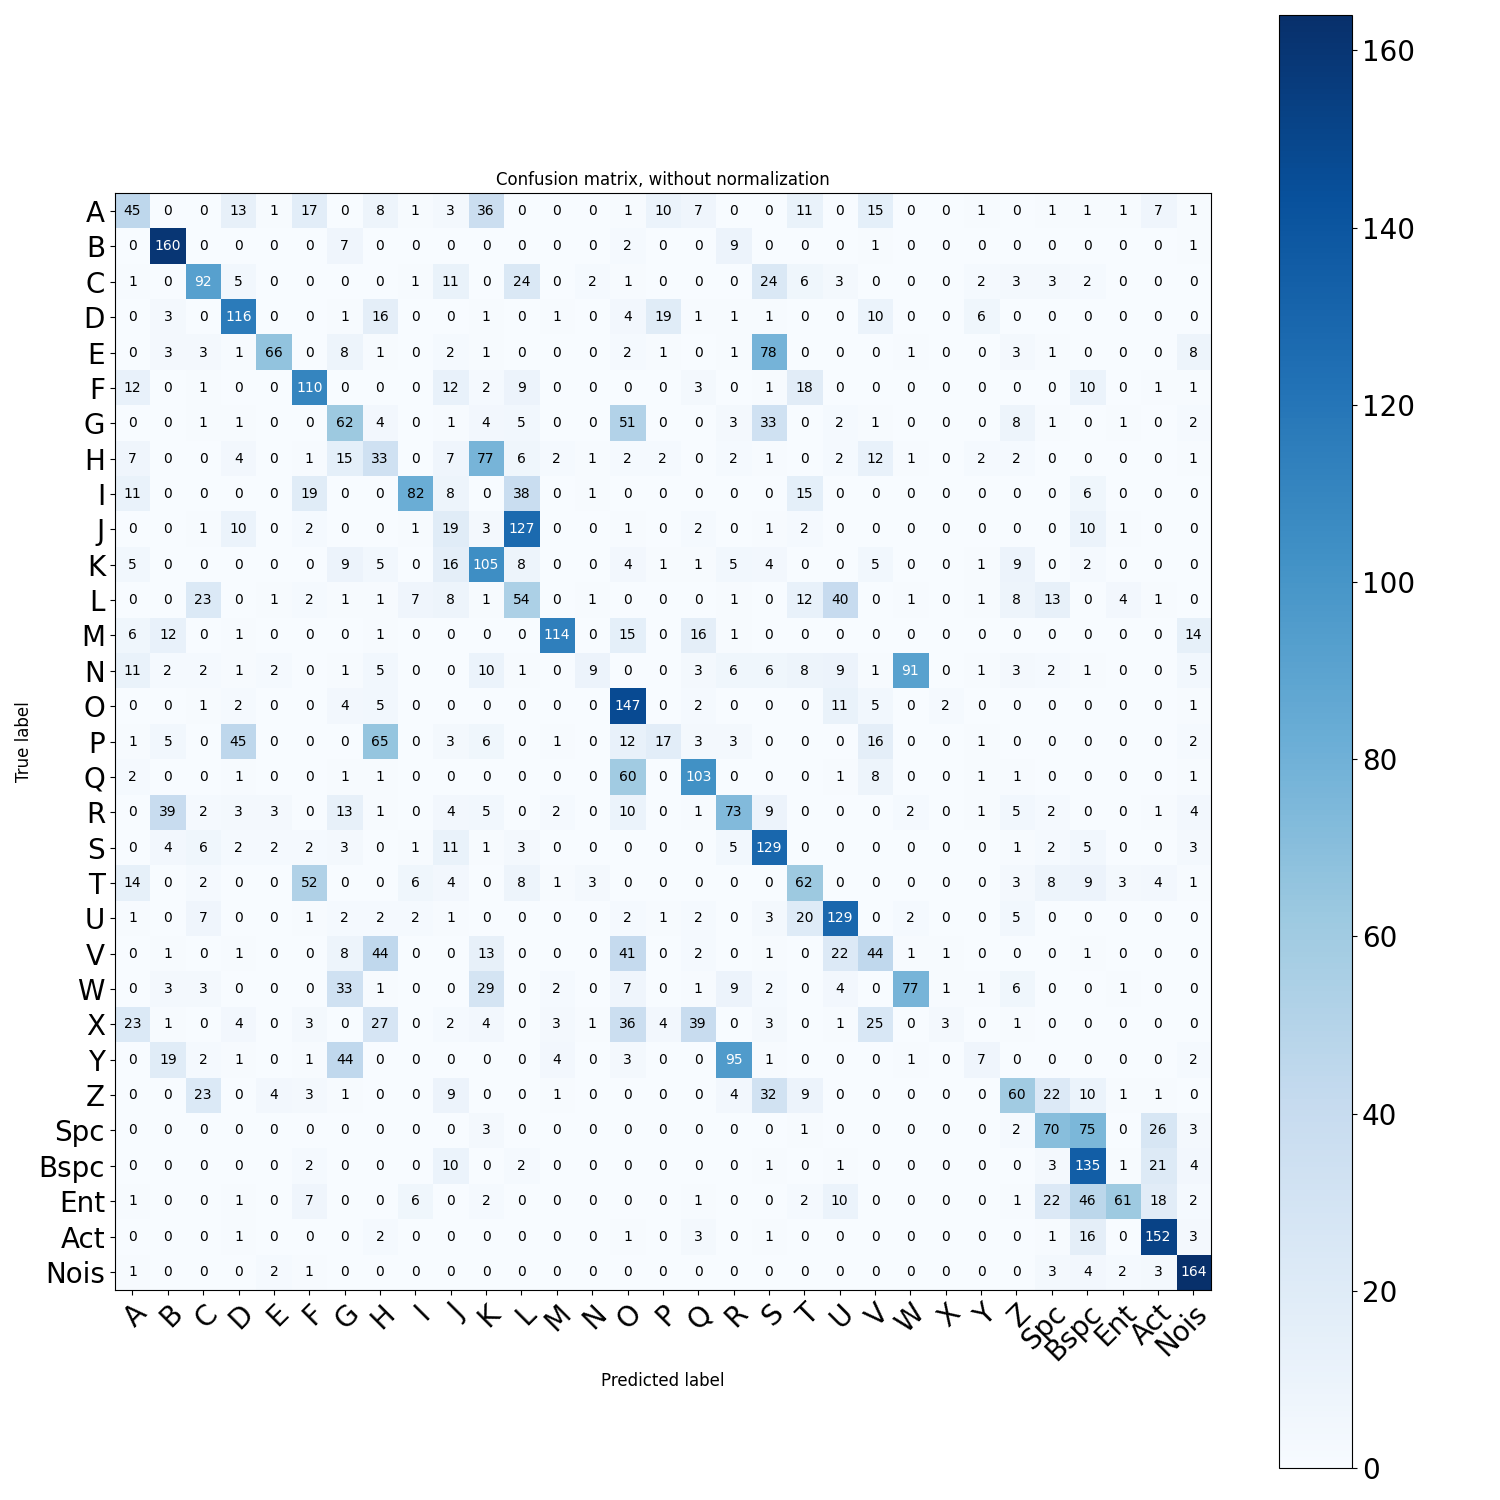 Confusion matrix, without normalization
A 45 0 0 13 1 17 0 8 1 3 36 0 0 0 1 10 7 0 0 11 0 15 0 0 1 0 1 1 1 7 1
B 0 160 0 0 0 0 7 0 0 0 0 0 0 0 2 0 0 9 0 0 0 1 0 0 0 0 0 0 0 0 1
C 1 0 92 5 0 0 0 0 1 11 0 24 0 2 1 0 0 0 24 6 3 0 0 0 2 3 3 2 0 0 0
D 0 3 0 116 0 0 1 16 0 0 1 0 1 0 4 19 1 1 1 0 0 10 0 0 6 0 0 0 0 0 0
E 0 3 3 1 66 0 8 1 0 2 1 0 0 0 2 1 0 1 78 0 0 0 1 0 0 3 1 0 0 0 8
F 12 0 1 0 0 110 0 0 0 12 2 9 0 0 0 0 3 0 1 18 0 0 0 0 0 0 0 10 0 1 1
G 0 0 1 1 0 0 62 4 0 1 4 5 0 0 51 0 0 3 33 0 2 1 0 0 0 8 1 0 1 0 2
H 7 0 0 4 0 1 15 33 0 7 77 6 2 1 2 2 0 2 1 0 2 12 1 0 2 2 0 0 0 0 1
I 11 0 0 0 0 19 0 0 82 8 0 38 0 1 0 0 0 0 0 15 0 0 0 0 0 0 0 6 0 0 0
J 0 0 1 10 0 2 0 0 1 19 3 127 0 0 1 0 2 0 1 2 0 0 0 0 0 0 0 10 1 0 0
K 5 0 0 0 0 0 9 5 0 16 105 8 0 0 4 1 1 5 4 0 0 5 0 0 1 9 0 2 0 0 0
L 0 0 23 0 1 2 1 1 7 8 1 54 0 1 0 0 0 1 0 12 40 0 1 0 1 8 13 0 4 1 0
M 6 12 0 1 0 0 0 1 0 0 0 0 114 0 15 0 16 1 0 0 0 0 0 0 0 0 0 0 0 0 14
N 11 2 2 1 2 0 1 5 0 0 10 1 0 9 0 0 3 6 6 8 9 1 91 0 1 3 2 1 0 0 5
O 0 0 1 2 0 0 4 5 0 0 0 0 0 0 147 0 2 0 0 0 11 5 0 2 0 0 0 0 0 0 1
P 1 5 0 45 0 0 0 65 0 3 6 0 1 0 12 17 3 3 0 0 0 16 0 0 1 0 0 0 0 0 2
Q 2 0 0 1 0 0 1 1 0 0 0 0 0 0 60 0 103 0 0 0 1 8 0 0 1 1 0 0 0 0 1
R 0 39 2 3 3 0 13 1 0 4 5 0 2 0 10 0 1 73 9 0 0 0 2 0 1 5 2 0 0 1 4
S 0 4 6 2 2 2 3 0 1 11 1 3 0 0 0 0 0 5 129 0 0 0 0 0 0 1 2 5 0 0 3
T 14 0 2 0 0 52 0 0 6 4 0 8 1 3 0 0 0 0 0 62 0 0 0 0 0 3 8 9 3 4 1
U 1 0 7 0 0 1 2 2 2 1 0 0 0 0 2 1 2 0 3 20 129 0 2 0 0 5 0 0 0 0 0
V 0 1 0 1 0 0 8 44 0 0 13 0 0 0 41 0 2 0 1 0 22 44 1 1 0 0 0 1 0 0 0
W 0 3 3 0 0 0 33 1 0 0 29 0 2 0 7 0 1 9 2 0 4 0 77 1 1 6 0 0 1 0 0
X 23 1 0 4 0 3 0 27 0 2 4 0 3 1 36 4 39 0 3 0 1 25 0 3 0 1 0 0 0 0 0
Y 0 19 2 1 0 1 44 0 0 0 0 0 4 0 3 0 0 95 1 0 0 0 1 0 7 0 0 0 0 0 2
Z 0 0 23 0 4 3 1 0 0 9 0 0 1 0 0 0 0 4 32 9 0 0 0 0 0 60 22 10 1 1 0
Spc 0 0 0 0 0 0 0 0 0 0 3 0 0 0 0 0 0 0 0 1 0 0 0 0 0 2 70 75 0 26 3
Bspc 0 0 0 0 0 2 0 0 0 10 0 2 0 0 0 0 0 0 1 0 1 0 0 0 0 0 3 135 1 21 4
Ent 1 0 0 1 0 7 0 0 6 0 2 0 0 0 0 0 1 0 0 2 10 0 0 0 0 1 22 46 61 18 2
Act 0 0 0 1 0 0 0 2 0 0 0 0 0 0 1 0 3 0 1 0 0 0 0 0 0 0 1 16 0 152 3
Nois 1 0 0 0 2 1 0 0 0 0 0 0 0 0 0 0 0 0 0 0 0 0 0 0 0 0 3 4 2 3 164
A B C D E F G H I J K L M N O P Q R S T U V W X Y Z Spc Bspc Ent Act Nois
True label
Predicted label
160
140
120
100
80
60
40
20
0